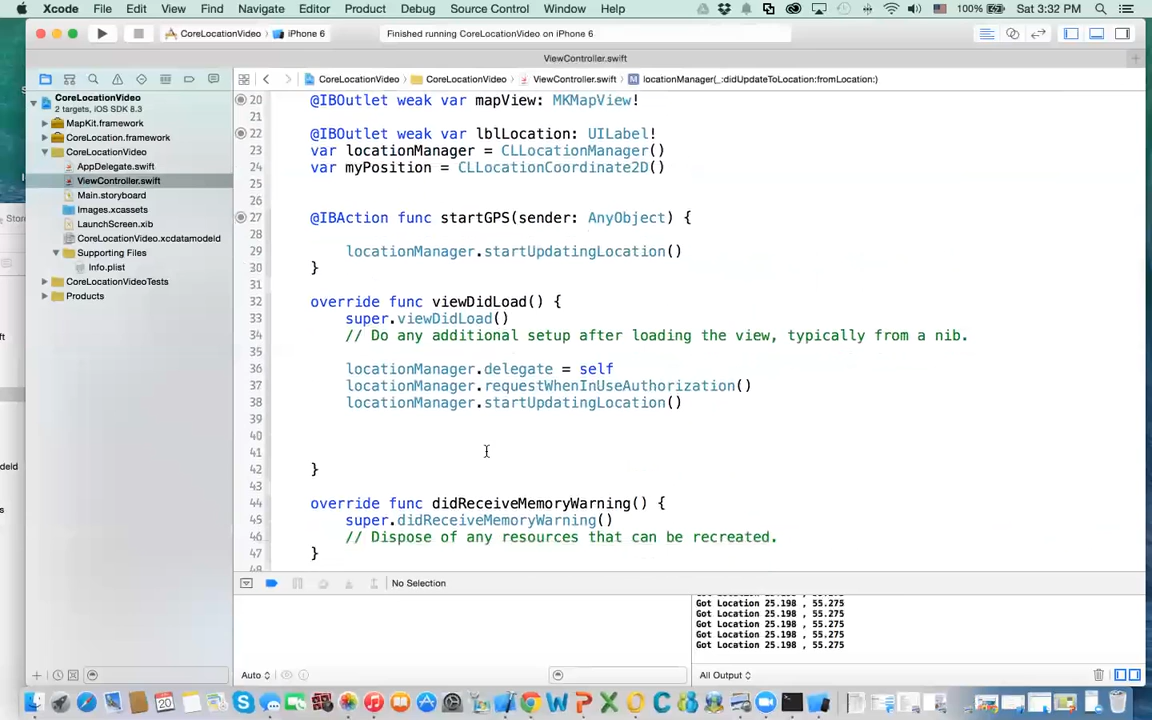 Xcode File Edit View Find Navigate Editor Product Debug Source Control Window Help 100% Sat 3:32 PM
CoreLocationVideo iPhone 6 Finished running CoreLocationVideo on iPhone 6
ViewController.swift
CoreLocationVideo CoreLocationVideo ViewController.swift M locationManager(_:didUpdateToLocation:fromLocation:)
CoreLocationVideo
2 targets, iOS SDK 8.3
MapKit.framework
CoreLocation.framework
CoreLocationVideo
AppDelegate.swift
ViewController.swift
Main.storyboard
Images.xcassets
LaunchScreen.xib
CoreLocationVideo.xcdatamodeld
Supporting Files
Info.plist
CoreLocationVideoTests
Products
20 @IBOutlet weak var mapView: MKMapView!
21
22 @IBOutlet weak var lblLocation: UILabel!
23 var locationManager = CLLocationManager()
24 var myPosition = CLLocationCoordinate2D()
25
26
27 @IBAction func startGPS(sender: AnyObject) {
28
29 locationManager.startUpdatingLocation()
30 }
31
32 override func viewDidLoad() {
33 super.viewDidLoad()
34 // Do any additional setup after loading the view, typically from a nib.
35
36 locationManager.delegate = self
37 locationManager.requestWhenInUseAuthorization()
38 locationManager.startUpdatingLocation()
39
40
41
42 }
43
44 override func didReceiveMemoryWarning() {
45 super.didReceiveMemoryWarning()
46 // Dispose of any resources that can be recreated.
47 }
48
No Selection
Got Location 25.198 , 55.275
Got Location 25.198 , 55.275
Got Location 25.198 , 55.275
Got Location 25.198 , 55.275
Got Location 25.198 , 55.275
Auto All Output